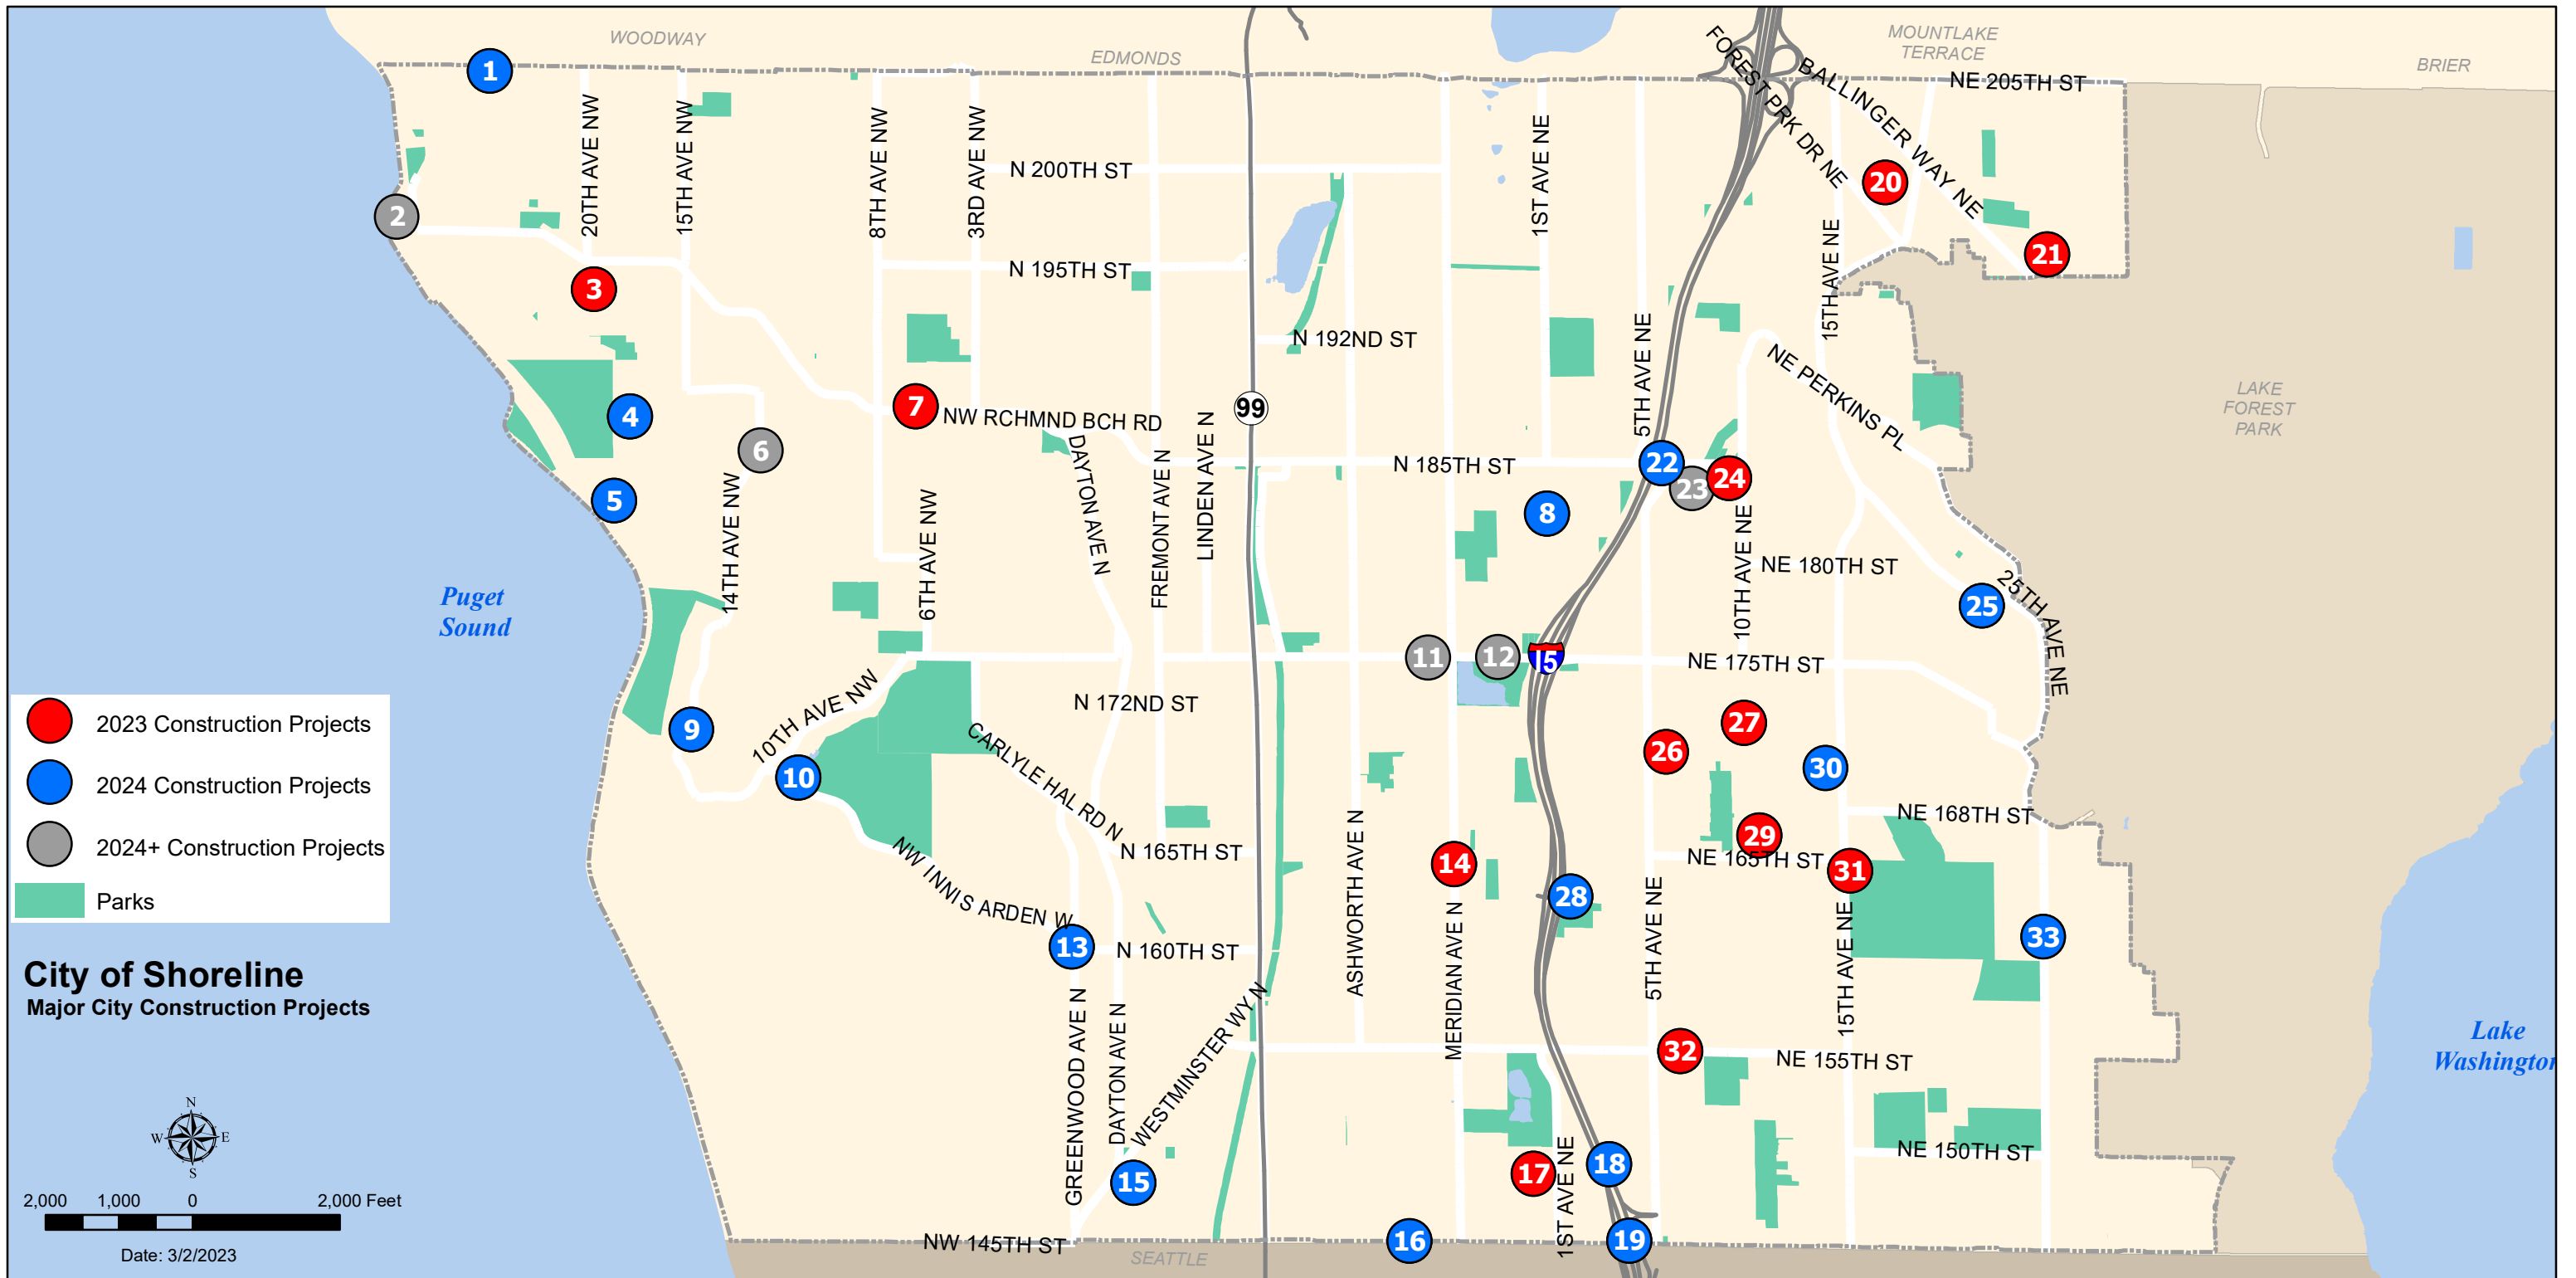 WOODWAY
EDMONDS
MOUNTLAKE
TERRACE
BRIER
FOREST PRK DR NE
BALLINGER WAY NE
NE 205TH ST
1
20TH AVE NW
15TH AVE NW
8TH AVE NW
3RD AVE NW
N 200TH ST
1ST AVE NE
20
2
15TH AVE NE
21
3
N 195TH ST
N 192ND ST
5TH AVE NE
NE PERKINS PL
LAKE
FOREST
PARK
4
7
NW RCHMND BCH RD
99
6
DAYTON AVE N
FREMONT AVE N
LINDEN AVE N
N 185TH ST
22
23
24
5
14TH AVE NW
6TH AVE NW
8
10TH AVE NE
NE 180TH ST
25
25TH AVE NE
Puget
Sound
11
12
15
NE 175TH ST
10TH AVE NW
N 172ND ST
9
27
26
10
CARLYLE HAL RD N
30
2023 Construction Projects
2024 Construction Projects
2024+ Construction Projects
Parks
NE 168TH ST
29
NW INNIS ARDEN W
N 165TH ST
ASHWORTH AVE N
14
NE 165TH ST
31
28
13
N 160TH ST
MERIDIAN AVE N
5TH AVE NE
15TH AVE NE
33
City of Shoreline
Major City Construction Projects
GREENWOOD AVE N
DAYTON AVE N
WESTMINSTER WY N
32
NE 155TH ST
Lake
Washington
N
W
E
S
NE 150TH ST
15
17
1ST AVE NE
18
2,000
1,000
0
2,000 Feet
NW 145TH ST
16
19
Date: 3/2/2023
SEATTLE